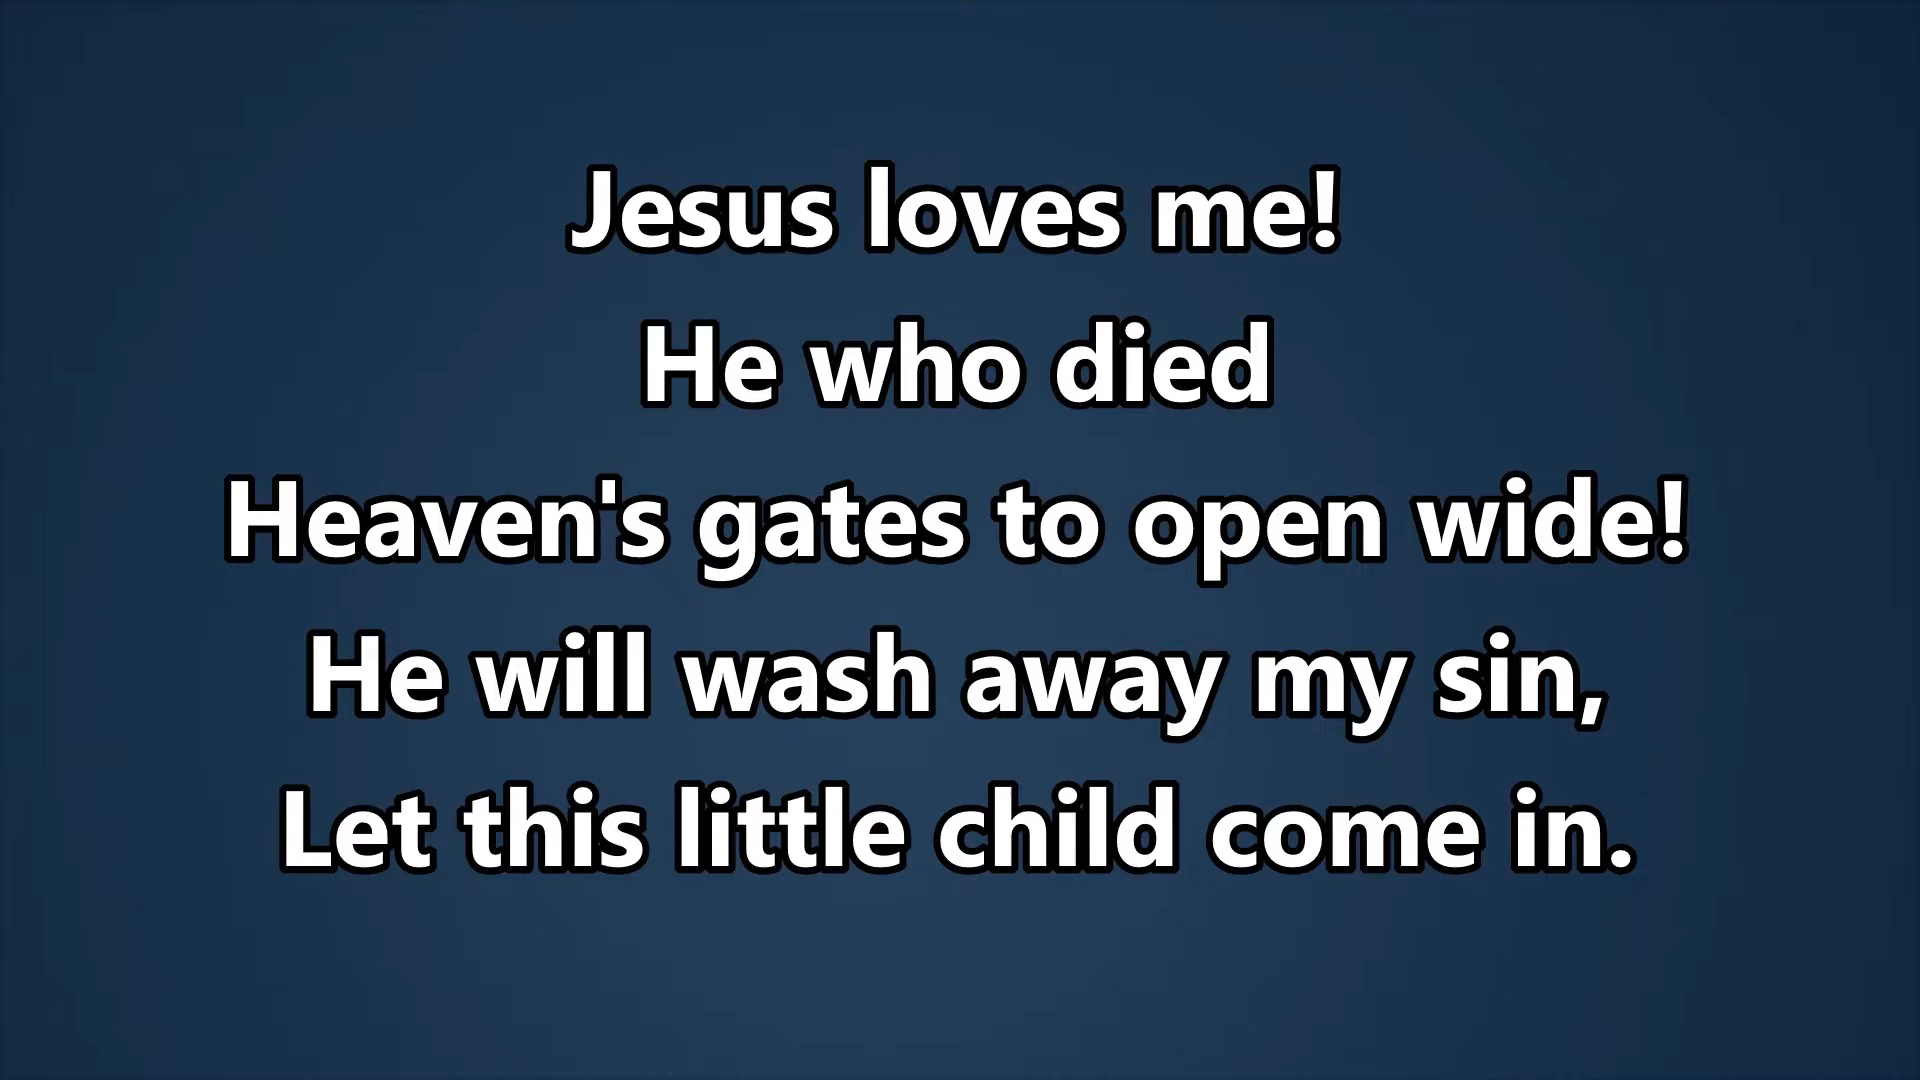 Jesus loves me!
He who died
Heaven's gates to open wide!
He will wash away my sin,
Let this little child come in.